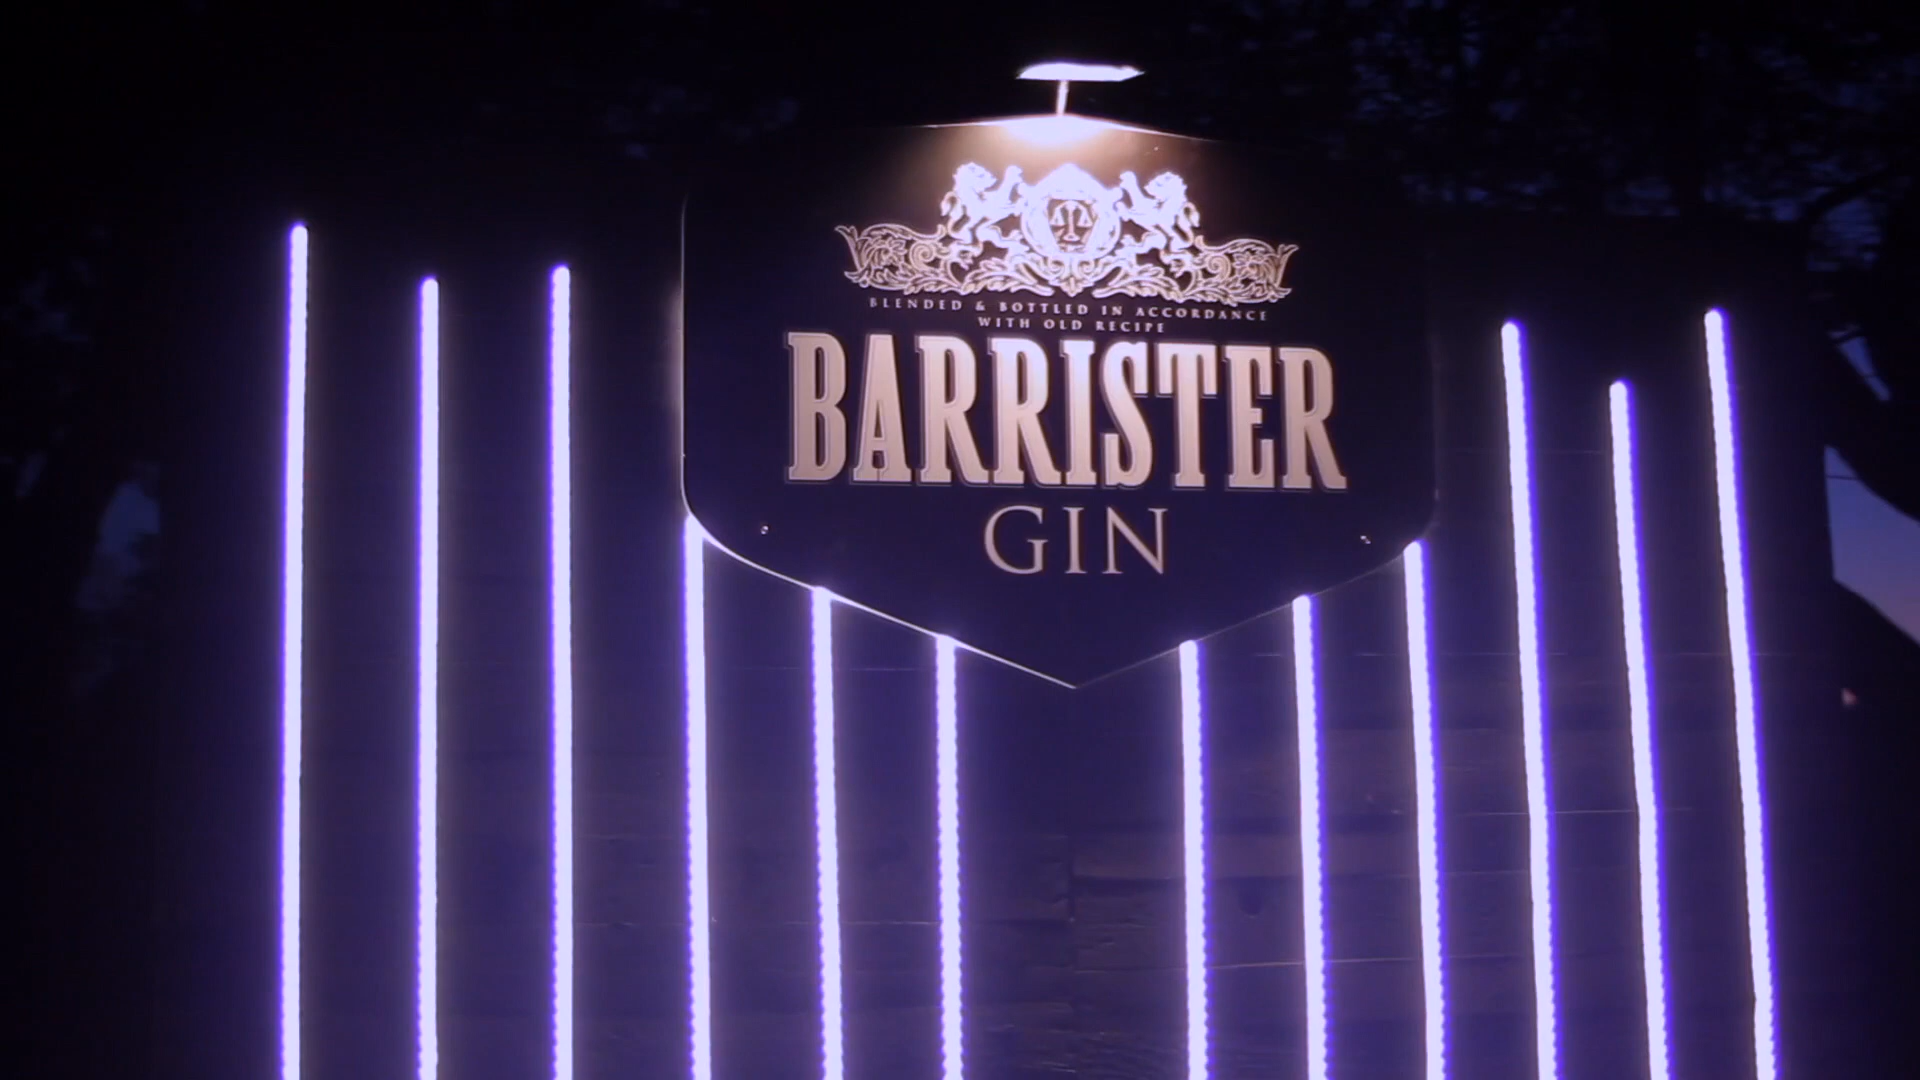 BLENDED & BOTTLED IN ACCORDANCE
WITH OLD RECIPE
BARRISTER
GIN